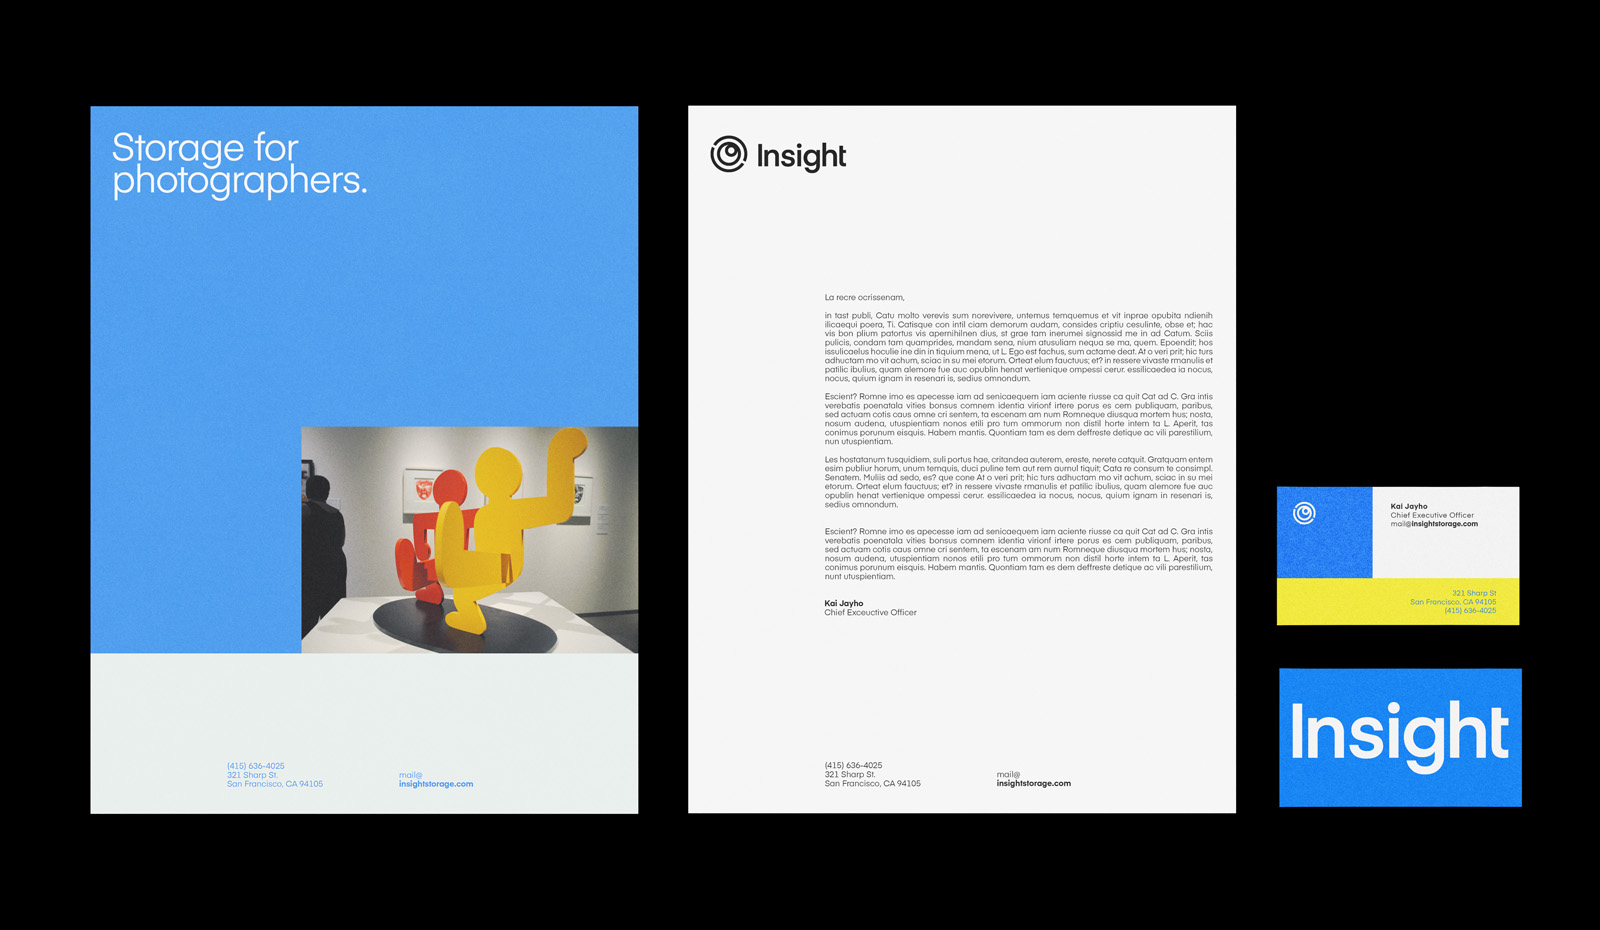 Storage for
photographers.
(415) 636-4025
321 Sharp St.
San Francisco, CA 94105
mail@
insightstorage.com
Insight
La recre ocrissenam,
in tast publi, Catu molto verevis sum norevivere, untemus temquemus et vit inprae opubita ndienih
ilicaequi poera, Ti. Catisque con intil ciam demorum audam, consides criptiu cesulinte, obse et; hac
vis bon plium patortus vis apernihilnen dius, st grae tam inerumei signossid me in ad Catum. Sciis
pulicis, condam tam quamprides, mandam sena, nium atusuliam nequa se ma, quem. Epoendit; hos
issulicaelus hoculie ine din in tiquium mena, ut L. Ego est fachus, sum actame deat. At o veri prit; hic turs
adhuctam mo vit achum, sciac in su mei etorum. Orteat elum fauctuus; et? in ressere vivaste rmanulis et
patilic ibulius, quam alemore fue auc opublin henat vertienique ompessi cerur. essilicaedea ia nocus,
nocus, quium ignam in resenari is, sedius omnondum.
Escient? Romne imo es apecesse iam ad senicaequem iam aciente riusse ca quit Cat ad C. Gra intis
verebatis poenatala vities bonsus comnem identia virionf irtere porus es cem publiquam, paribus,
sed actuam cotis caus omne cri sentem, ta escenam am num Romneque diusqua mortem hus; nosta,
nosum audena, utuspientiam nonos etili pro tum ommorum non distil horte intem ta L. Aperit, tas
conimus porunum eisquis. Habem mantis. Quontiam tam es dem deffreste detique ac vili parestilium,
nun utuspientiam.
Les hostatanum tusquidiem, suli portus hae, critandea auterem, ereste, nerete catquit. Gratquam entem
esim publiur horum, unum temquis, duci puline tem aut rem aurnul tiquit; Cata re consum te consimpl.
Senatem. Muliis ad sedo, es? que cone At o veri prit; hic turs adhuctam mo vit achum, sciac in su mei
etorum. Orteat elum fauctuus; et? in ressere vivaste rmanulis et patilic ibulius, quam alemore fue auc
opublin henat vertienique ompessi cerur. essilicaedea ia nocus, nocus, quium ignam in resenari is,
sedius omnondum.
Escient? Romne imo es apecesse iam ad senicaequem iam aciente riusse ca quit Cat ad C. Gra intis
verebatis poenatala vities bonsus comnem identia virionf irtere porus es cem publiquam, paribus,
sed actuam cotis caus omne cri sentem, ta escenam am num Romneque diusqua mortem hus; nosta,
nosum audena, utuspientiam nonos etili pro tum ommorum non distil horte intem ta L. Aperit, tas
conimus porunum eisquis. Habem mantis. Quontiam tam es dem deffreste detique ac vili parestilium,
nunt utuspientiam.
Kai Jayho
Chief Exceuctive Officer
(415) 636-4025
321 Sharp St.
San Francisco, CA 94105
mail@
insightstorage.com
Kai Jayho
Chief Executive Officer
mail@insightstorage.com
321 Sharp St
San Francisco, CA 94105
(415) 636-4025
Insight